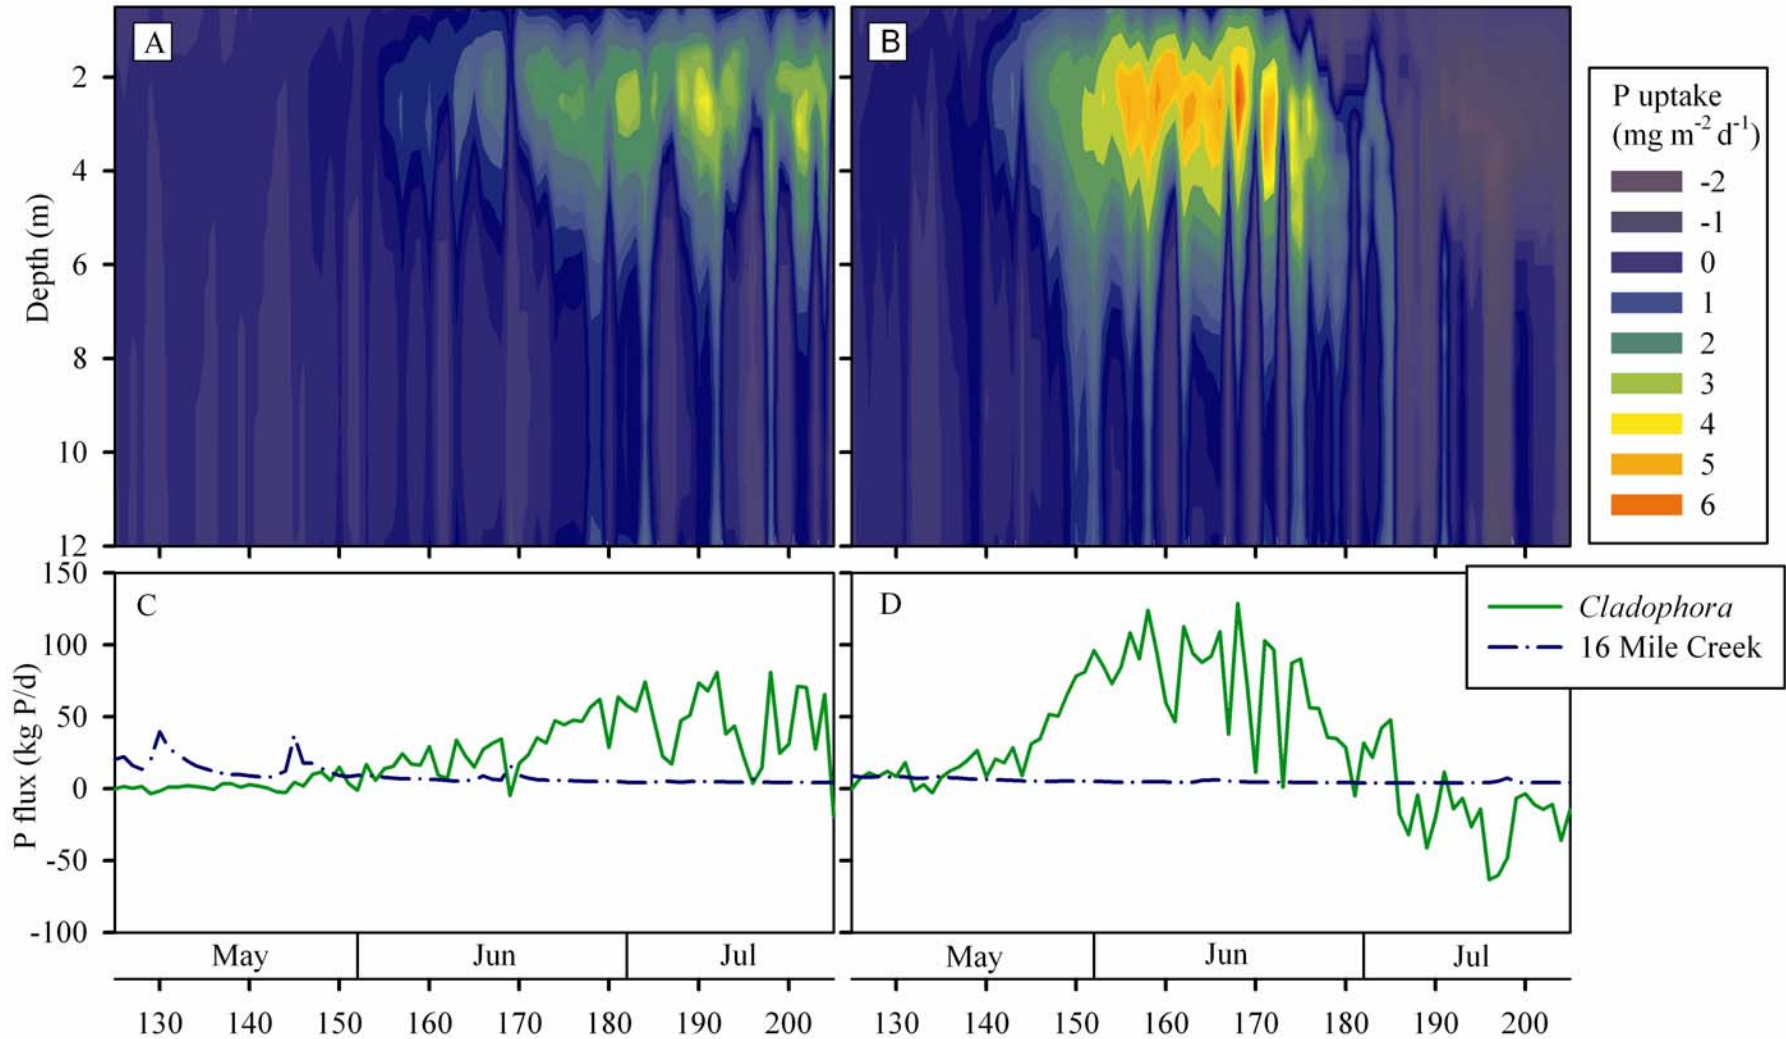 A
B
2
4
6
8
10
12
Depth (m)
P uptake
(mg m⁻² d⁻¹)
-2
-1
0
1
2
3
4
5
6
C
D
150
100
50
0
-50
-100
P flux (kg P/d)
Cladophora
16 Mile Creek
May Jun Jul May Jun Jul
130 140 150 160 170 180 190 200 130 140 150 160 170 180 190 200